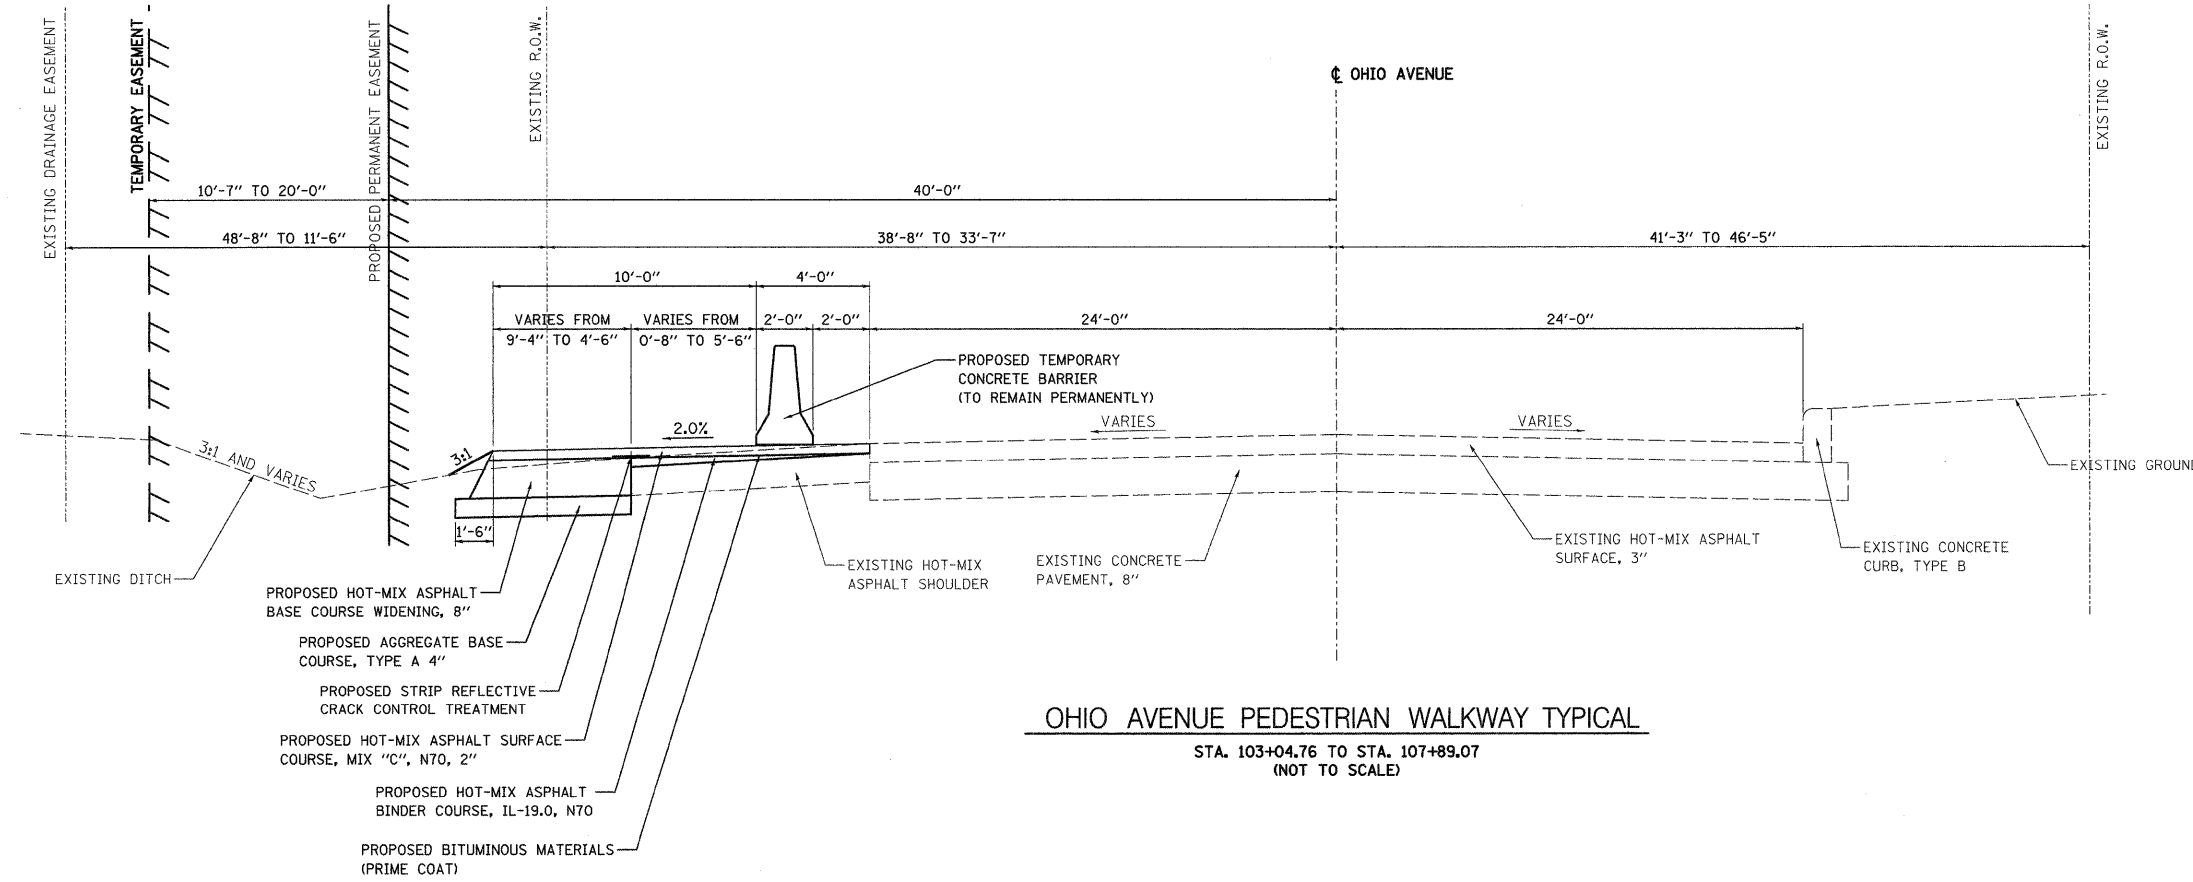 EXISTING DRAINAGE EASEMENT
TEMPORARY EASEMENT
PROPOSED PERMANENT EASEMENT
EXISTING R.O.W.
℄ OHIO AVENUE
EXISTING R.O.W.
10'-7" TO 20'-0"
40'-0"
48'-8" TO 11'-6"
38'-8" TO 33'-7"
41'-3" TO 46'-5"
10'-0"
4'-0"
VARIES FROM
9'-4" TO 4'-6"
VARIES FROM
0'-8" TO 5'-6"
2'-0"
2'-0"
24'-0"
24'-0"
PROPOSED TEMPORARY
CONCRETE BARRIER
(TO REMAIN PERMANENTLY)
VARIES
VARIES
2.0%
3:1
3:1 AND VARIES
1'-6"
EXISTING GROUN
EXISTING DITCH
EXISTING HOT-MIX
ASPHALT SHOULDER
EXISTING CONCRETE
PAVEMENT, 8"
EXISTING HOT-MIX ASPHALT
SURFACE, 3"
EXISTING CONCRETE
CURB, TYPE B
PROPOSED HOT-MIX ASPHALT
BASE COURSE WIDENING, 8"
PROPOSED AGGREGATE BASE
COURSE, TYPE A 4"
PROPOSED STRIP REFLECTIVE
CRACK CONTROL TREATMENT
PROPOSED HOT-MIX ASPHALT SURFACE
COURSE, MIX "C", N70, 2"
PROPOSED HOT-MIX ASPHALT
BINDER COURSE, IL-19.0, N70
PROPOSED BITUMINOUS MATERIALS
(PRIME COAT)
OHIO AVENUE PEDESTRIAN WALKWAY TYPICAL
STA. 103+04.76 TO STA. 107+89.07
(NOT TO SCALE)